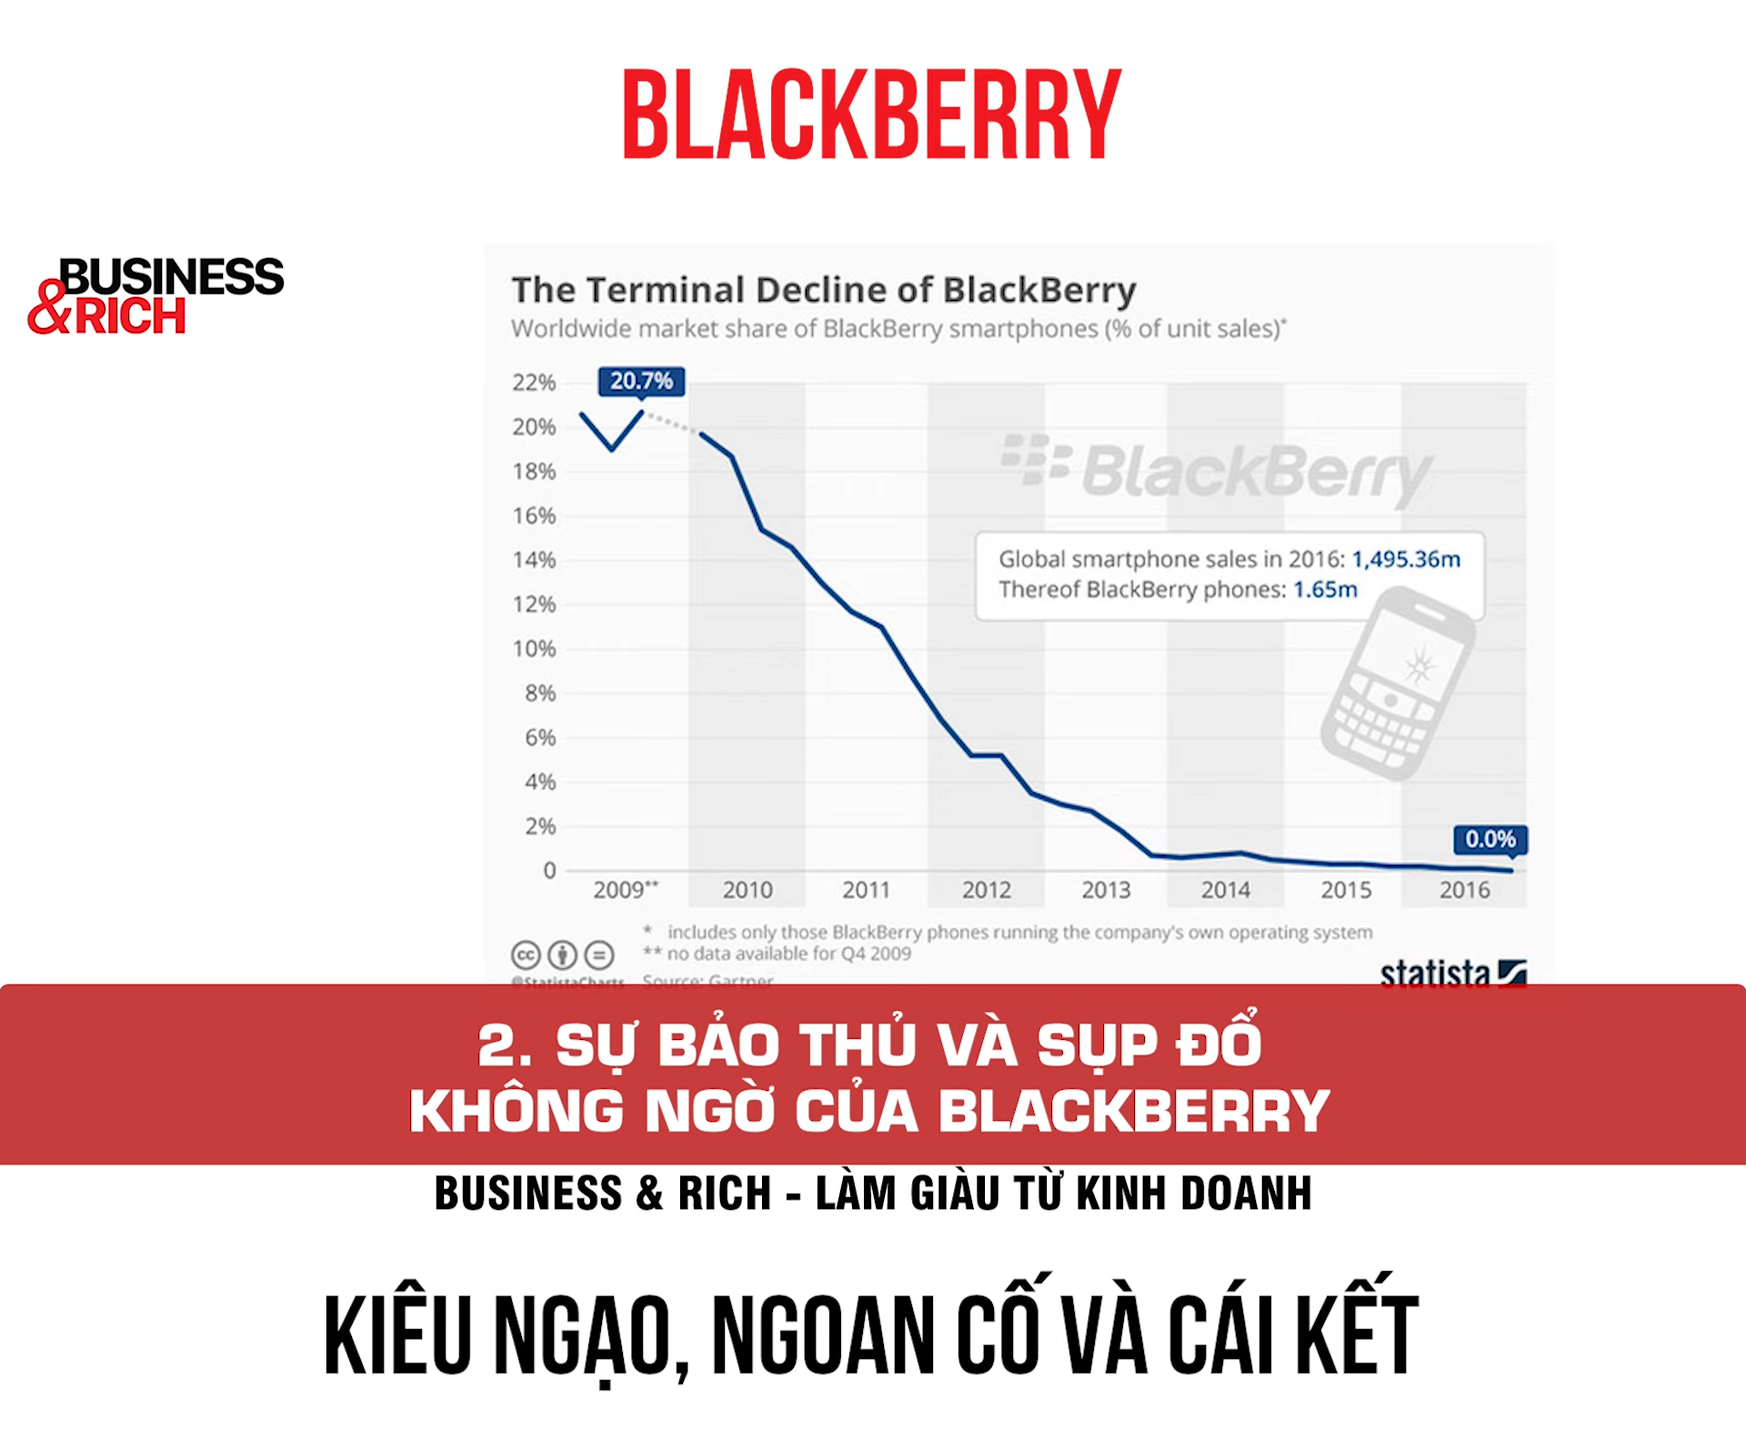 BLACKBERRY
BUSINESS
&RICH
The Terminal Decline of BlackBerry
Worldwide market share of BlackBerry smartphones (% of unit sales)*
22%
20.7%
20%
18%
16%
14%
12%
10%
8%
6%
4%
2%
0
BlackBerry
Global smartphone sales in 2016: 1,495.36m
Thereof BlackBerry phones: 1.65m
0.0%
2009**
2010
2011
2012
2013
2014
2015
2016
* includes only those BlackBerry phones running the company's own operating system
** no data available for Q4 2009
cc
@StatistaCharts
Source: Gartner
statista
2. SỰ BẢO THỦ VÀ SỤP ĐỔ
KHÔNG NGỜ CỦA BLACKBERRY
BUSINESS & RICH - LÀM GIÀU TỪ KINH DOANH
KIÊU NGẠO, NGOAN CỐ VÀ CÁI KẾT